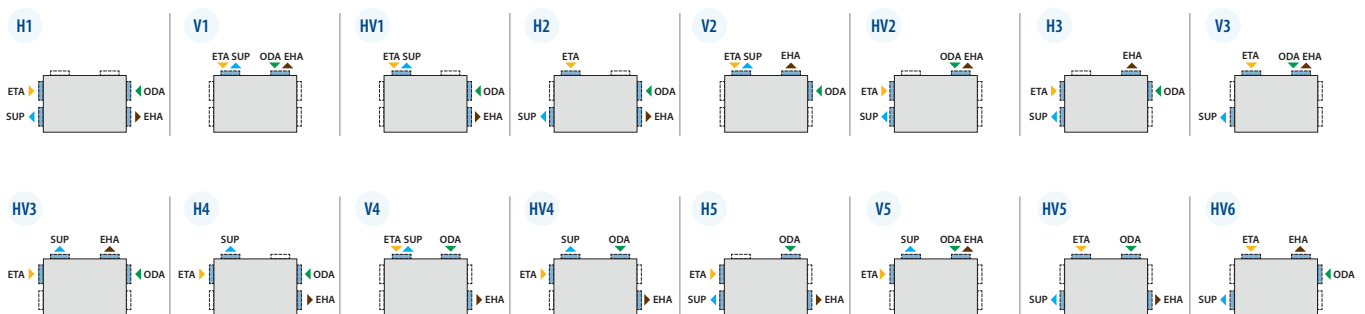 H1 V1 HV1 H2 V2 HV2 H3 V3
ETA SUP ODA EHA ETA SUP ETA ETA SUP EHA ODA EHA EHA ETA ODA EHA
ETA ODA ODA ODA ODA ETA ETA ODA
SUP EHA EHA SUP EHA SUP SUP SUP
HV3 H4 V4 HV4 H5 V5 HV5 HV6
SUP EHA SUP ETA SUP ODA SUP ODA ODA SUP ODA EHA ETA ODA ETA EHA
ETA ODA ETA ODA ETA ETA ETA ODA
EHA EHA EHA SUP EHA SUP EHA SUP